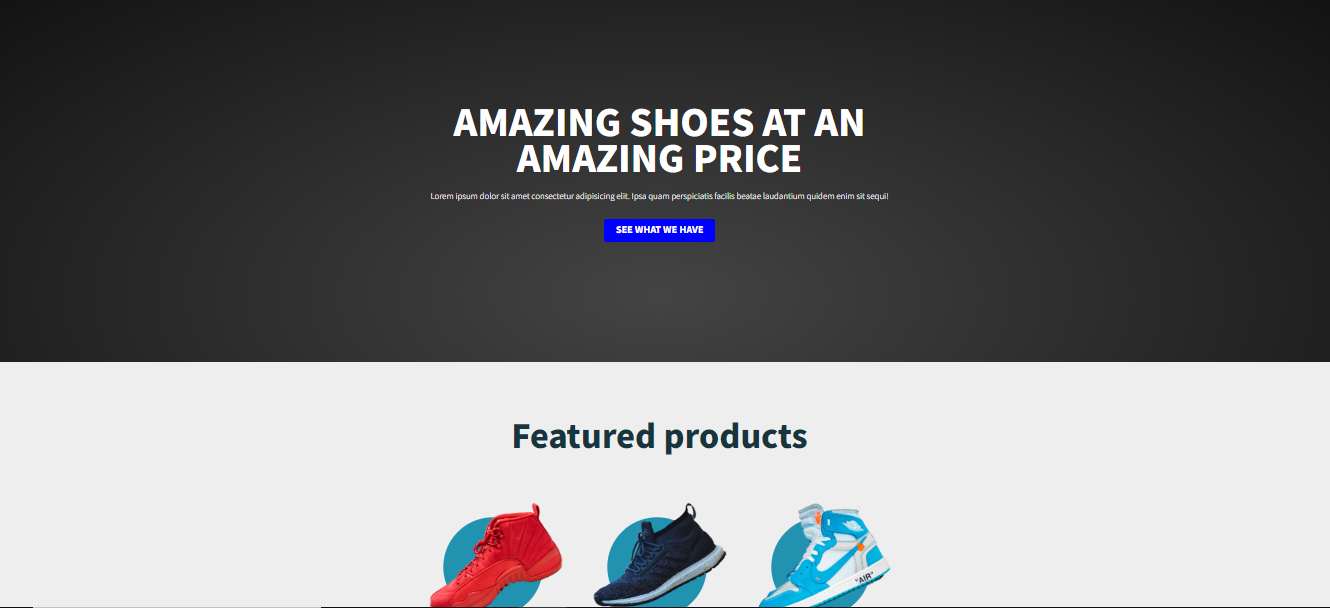 AMAZING SHOES AT AN
AMAZING PRICE
Lorem ipsum dolor sit amet consectetur adipisicing elit. Ipsa quam perspiciatis facilis beatae laudantium quidem enim sit sequi!
SEE WHAT WE HAVE
Featured products
"AIR"